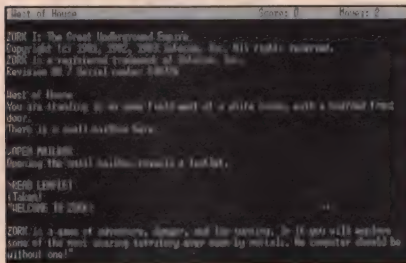 West of House Score: 0 Moves: 2
ZORK I: The Great Underground Empire
Copyright (c) 1981, 1982, 1983 Infocom, Inc. All rights reserved.
ZORK is a registered trademark of Infocom, Inc.
Revision 88 / Serial number
West of House
You are standing in an open field west of a white house, with a boarded front
door.
There is a small mailbox here.
>OPEN MAILBOX
Opening the small mailbox reveals a leaflet.
>READ LEAFLET
(Taken)
"WELCOME TO ZORK!
ZORK is a game of adventure, danger, and low cunning. In it you will explore
some of the most amazing territory ever seen by mortals. No computer should be
without one!"